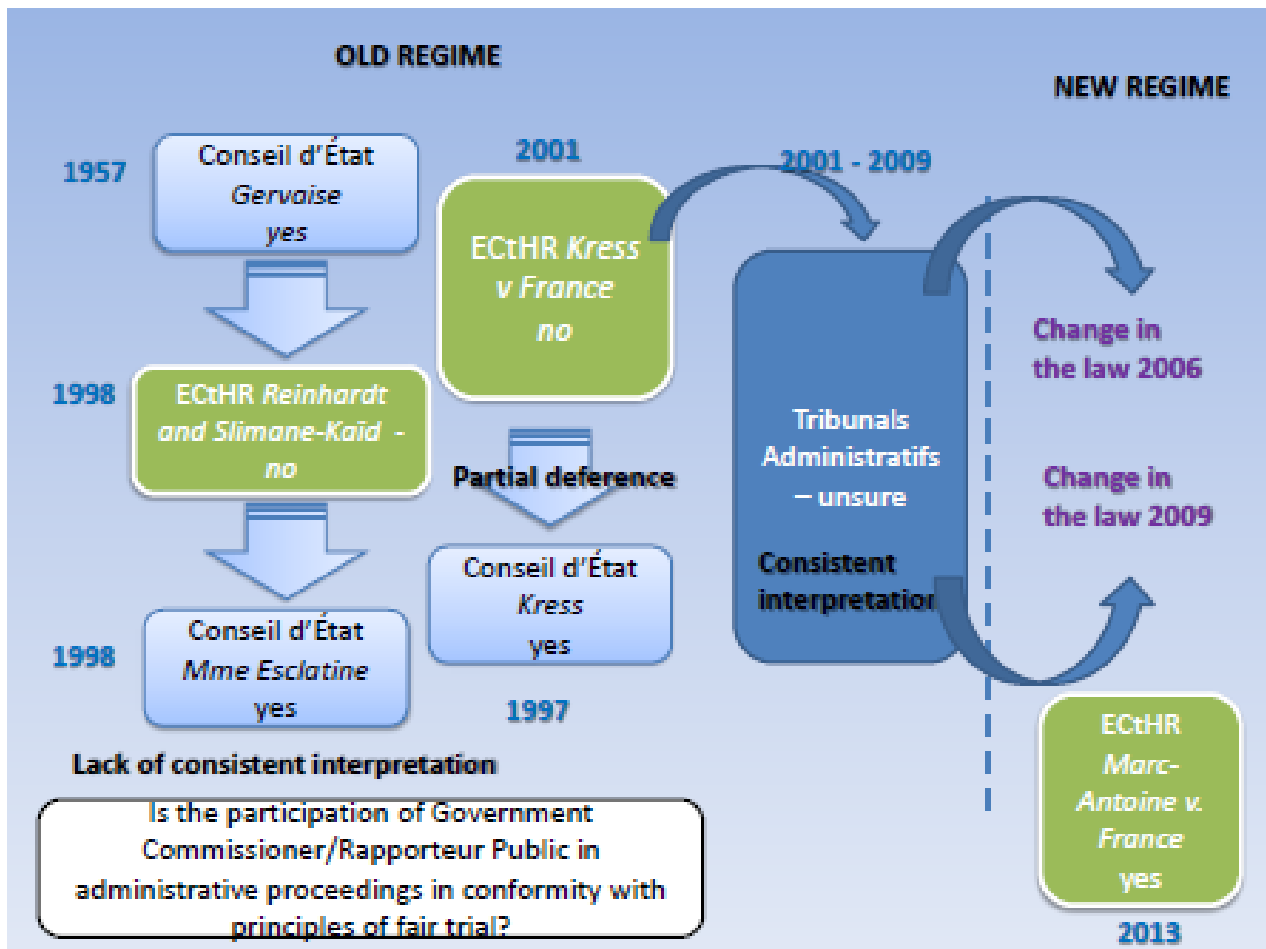 OLD REGIME
NEW REGIME
1957
Conseil d'État
Gervaise
yes
1998
ECtHR Reinhardt
and Slimane-Kaïd -
no
1998
Conseil d'État
Mme Esclatine
yes
2001
ECtHR Kress
v France
no
Partial deference
Conseil d'État
Kress
yes
1997
2001 - 2009
Tribunals
Administratifs
– unsure
Consistent
interpretation
Change in
the law 2006
Change in
the law 2009
ECtHR
Marc-
Antoine v.
France
yes
2013
Lack of consistent interpretation
Is the participation of Government
Commissioner/Rapporteur Public in
administrative proceedings in conformity with
principles of fair trial?